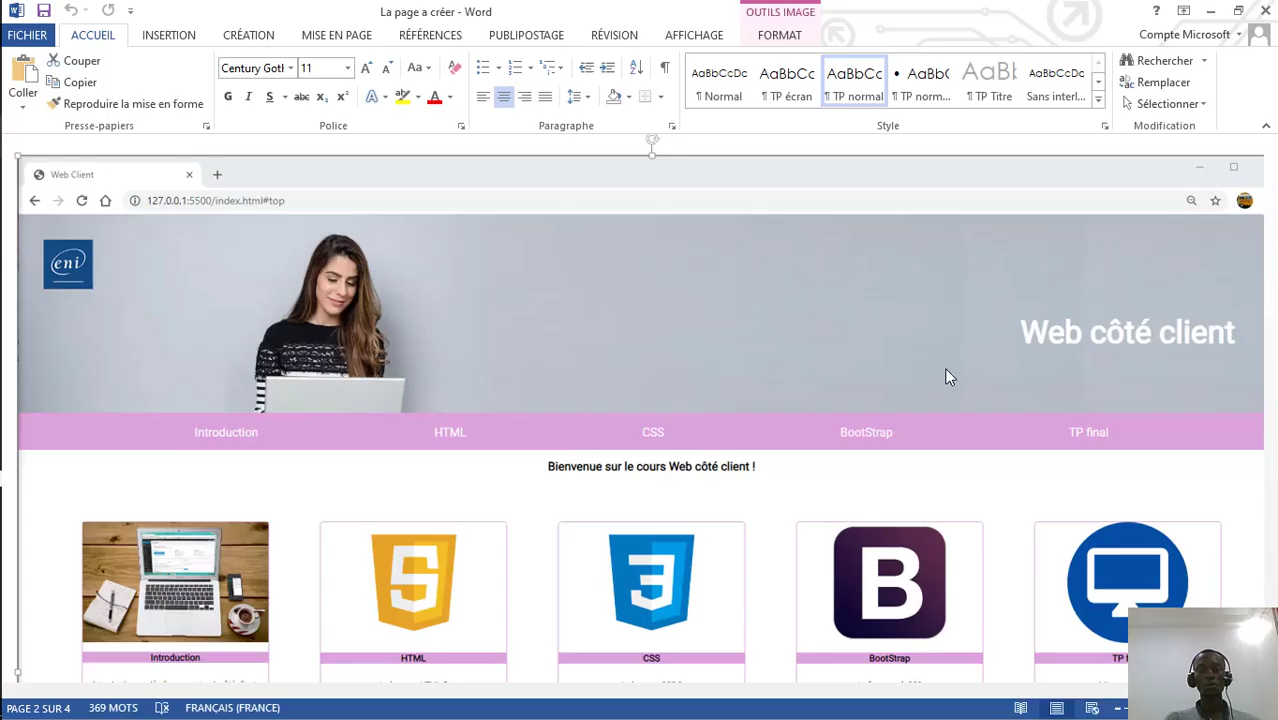 La page a créer - Word
OUTILS IMAGE
?
FICHIER ACCUEIL INSERTION CRÉATION MISE EN PAGE RÉFÉRENCES PUBLIPOSTAGE RÉVISION AFFICHAGE FORMAT
Compte Microsoft
Coller
Couper
Copier
Reproduire la mise en forme
Presse-papiers
Century Gotl 11
G I S abc x₂ x²
Police
Paragraphe
AaBbCcDc AaBbCc AaBbCc • AaBb( AaB AaBbCcDc
¶ Normal ¶ TP écran ¶ TP normal ¶ TP norm... ¶ TP Titre Sans interl...
Style
Rechercher
Remplacer
Sélectionner
Modification
Web Client
127.0.0.1:5500/index.html#top
eni
Web côté client
Introduction HTML CSS BootStrap TP final
Bienvenue sur le cours Web côté client !
5
3
B
Introduction HTML CSS BootStrap
PAGE 2 SUR 4 369 MOTS FRANÇAIS (FRANCE)